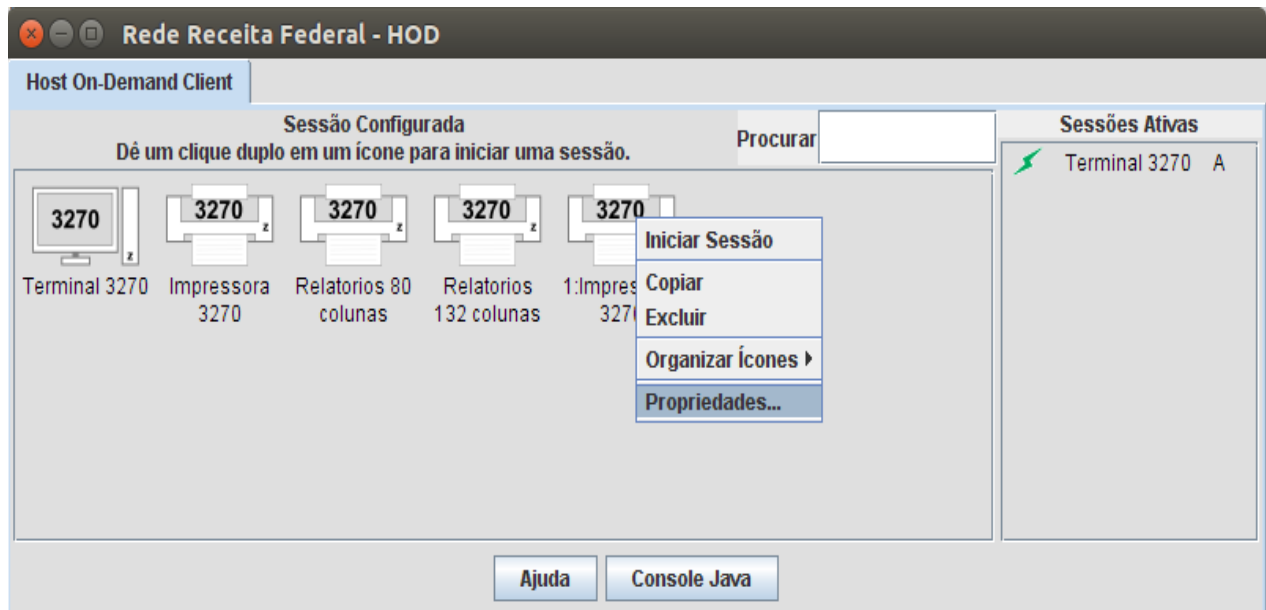 Rede Receita Federal - HOD
Host On-Demand Client
Sessão Configurada
Dê um clique duplo em um ícone para iniciar uma sessão.
Procurar
Sessões Ativas
Terminal 3270 A
3270
z
Terminal 3270
3270
z
Impressora
3270
3270
z
Relatorios 80
colunas
3270
z
Relatorios
132 colunas
3270
Iniciar Sessão
Copiar
Excluir
Organizar Ícones
Propriedades...
Ajuda
Console Java